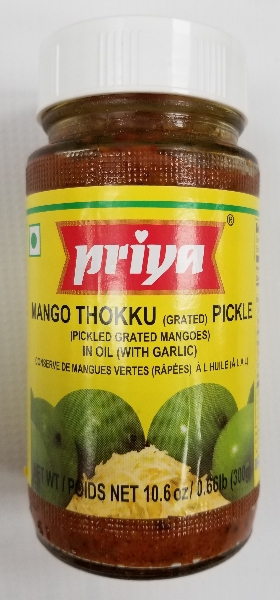 priya®
MANGO THOKKU (GRATED) PICKLE
(PICKLED GRATED MANGOES)
IN OIL (WITH GARLIC)
CONSERVE DE MANGUES VERTES (RÂPÉES) À L HUILE (À L A
NET WT / POIDS NET 10.6 oz / 0.66lb (300g)